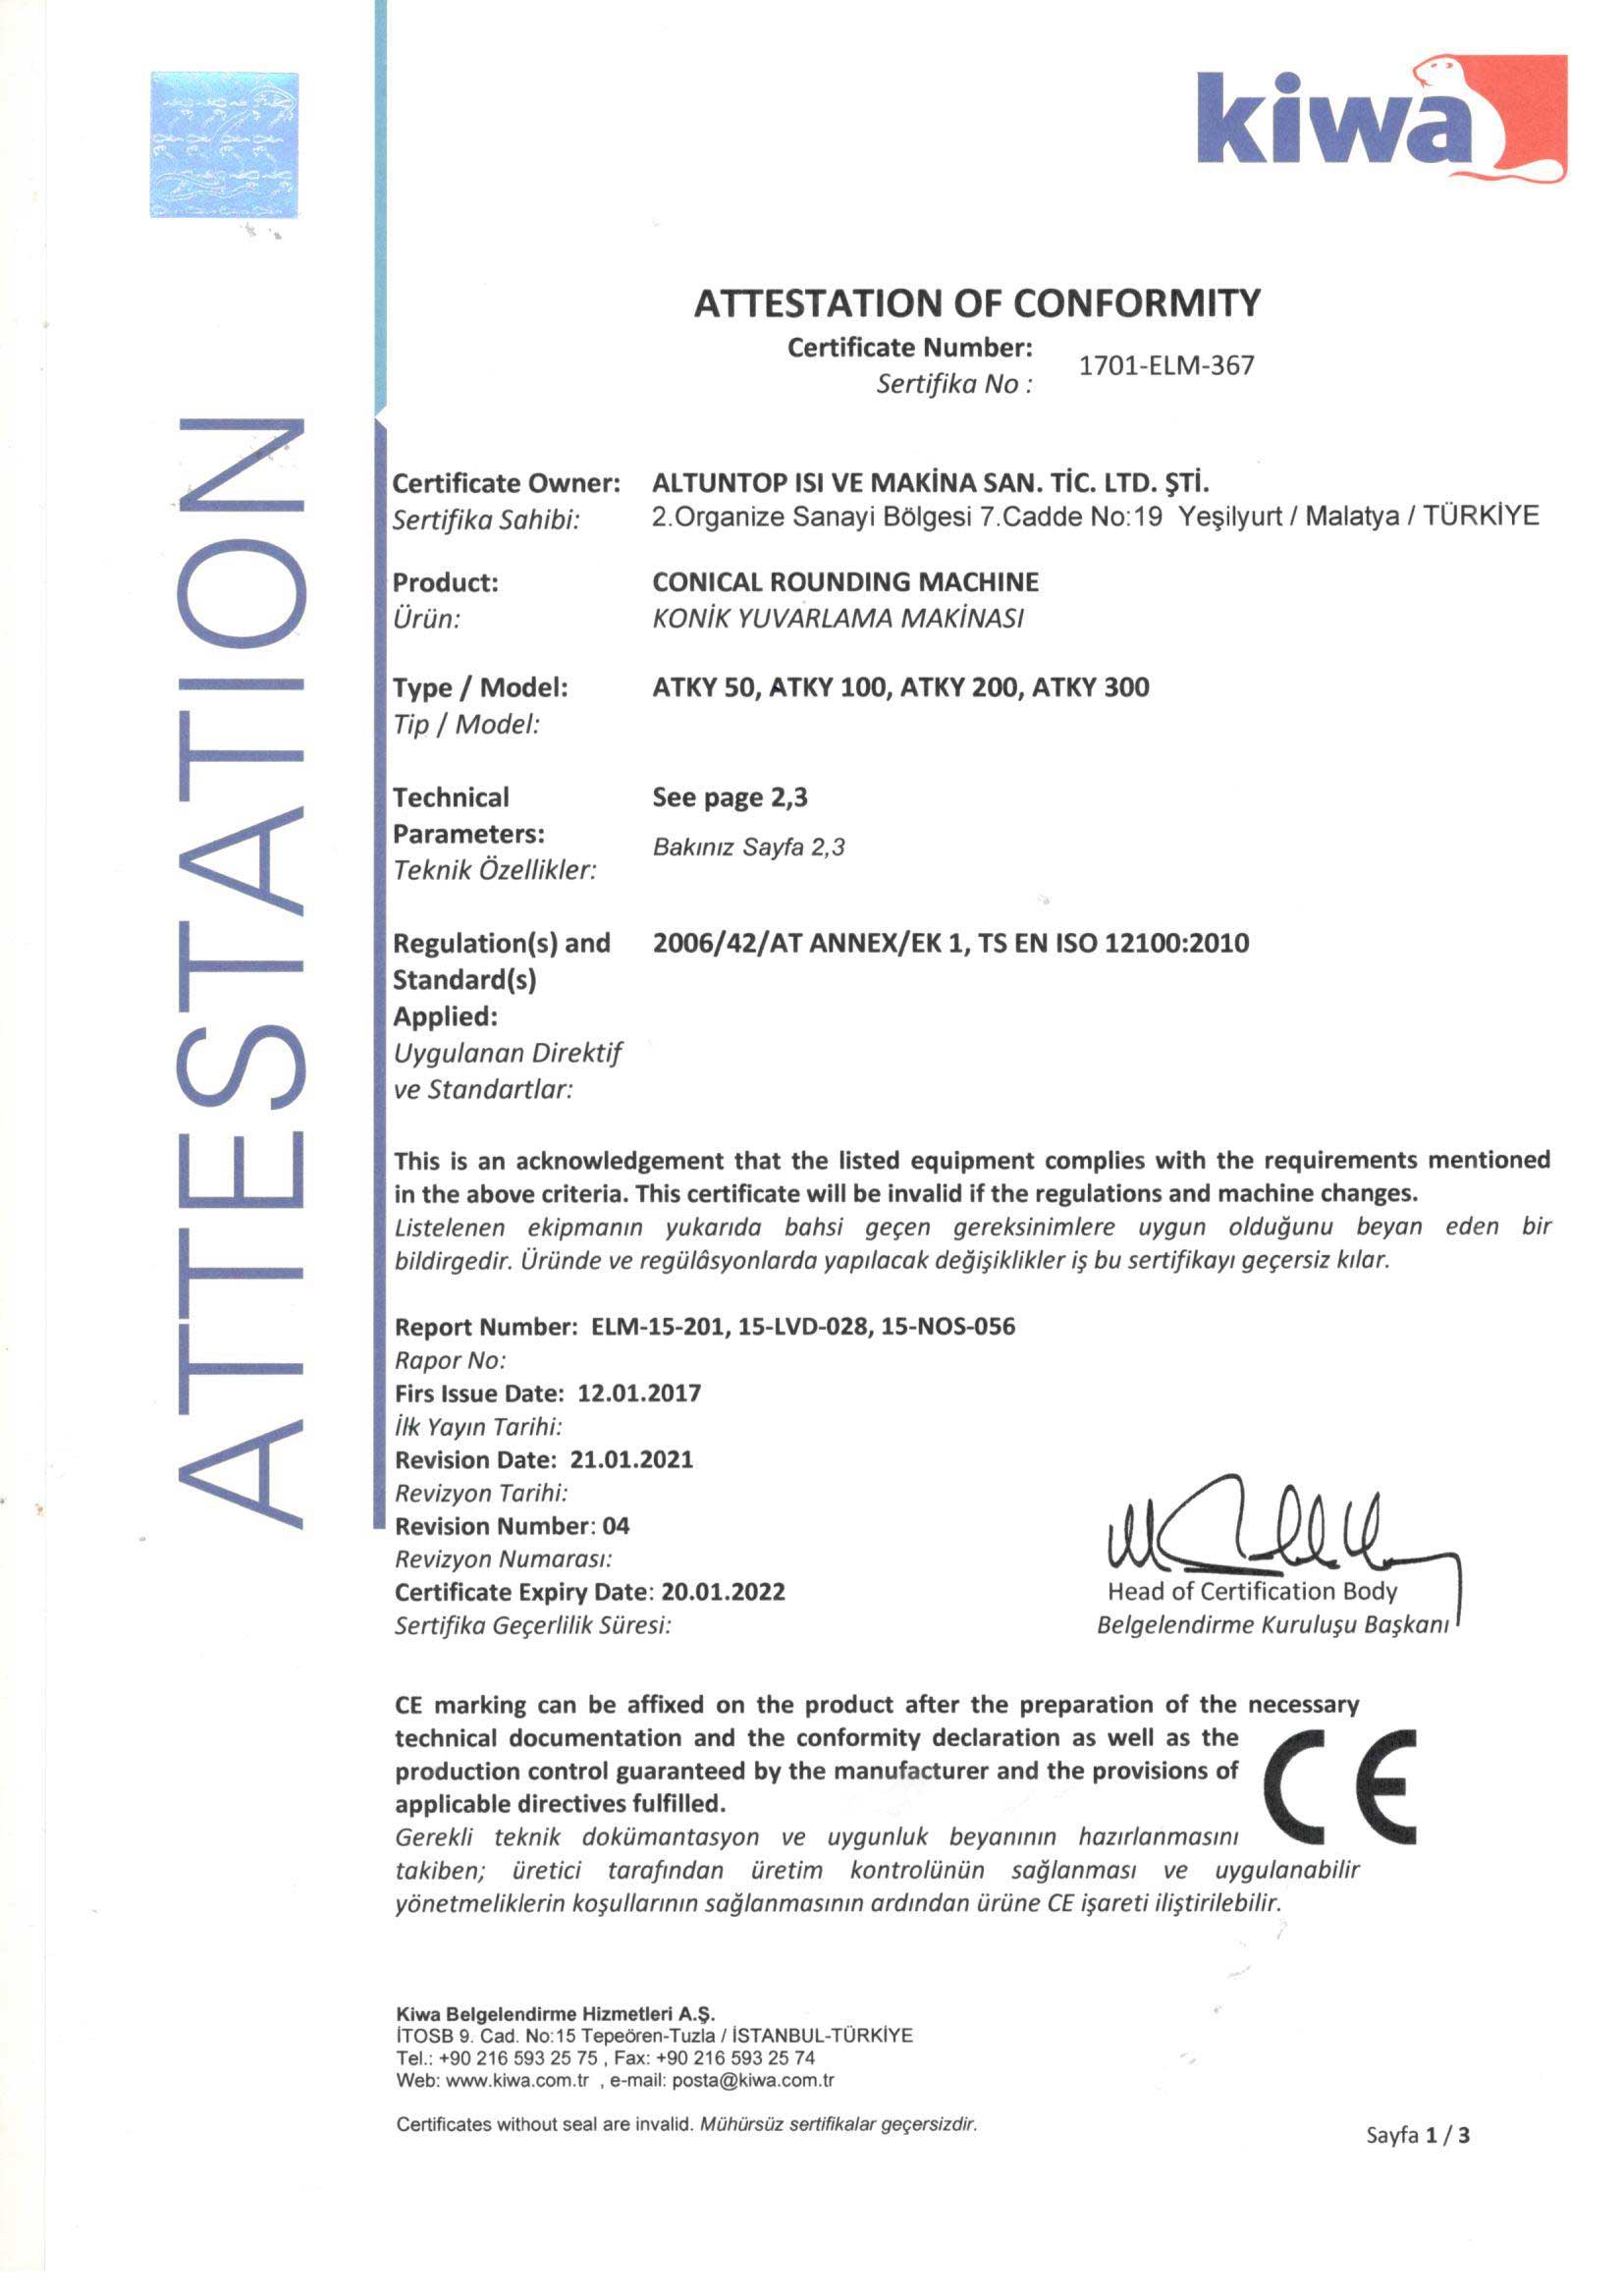 kiwa
ATTESTATION
ATTESTATION OF CONFORMITY
Certificate Number:
1701-ELM-367
Sertifika No :
Certificate Owner: ALTUNTOP ISI VE MAKİNA SAN. TİC. LTD. ŞTİ.
Sertifika Sahibi: 2.Organize Sanayi Bölgesi 7.Cadde No:19 Yeşilyurt / Malatya / TÜRKİYE
Product: CONICAL ROUNDING MACHINE
Ürün: KONİK YUVARLAMA MAKİNASI
Type / Model: ATKY 50, ATKY 100, ATKY 200, ATKY 300
Tip / Model:
Technical See page 2,3
Parameters:
Bakınız Sayfa 2,3
Teknik Özellikler:
Regulation(s) and 2006/42/AT ANNEX/EK 1, TS EN ISO 12100:2010
Standard(s)
Applied:
Uygulanan Direktif
ve Standartlar:
This is an acknowledgement that the listed equipment complies with the requirements mentioned
in the above criteria. This certificate will be invalid if the regulations and machine changes.
Listelenen ekipmanın yukarıda bahsi geçen gereksinimlere uygun olduğunu beyan eden bir
bildirgedir. Üründe ve regülâsyonlarda yapılacak değişiklikler iş bu sertifikayı geçersiz kılar.
Report Number: ELM-15-201, 15-LVD-028, 15-NOS-056
Rapor No:
Firs Issue Date: 12.01.2017
İlk Yayın Tarihi:
Revision Date: 21.01.2021
Revizyon Tarihi:
Revision Number: 04
Revizyon Numarası:
Certificate Expiry Date: 20.01.2022
Sertifika Geçerlilik Süresi:
Head of Certification Body
Belgelendirme Kuruluşu Başkanı
CE marking can be affixed on the product after the preparation of the necessary
technical documentation and the conformity declaration as well as the
production control guaranteed by the manufacturer and the provisions of
applicable directives fulfilled.
CE
Gerekli teknik dokümantasyon ve uygunluk beyanının hazırlanmasını
takiben; üretici tarafından üretim kontrolünün sağlanması ve uygulanabilir
yönetmeliklerin koşullarının sağlanmasının ardından ürüne CE işareti iliştirilebilir.
Kiwa Belgelendirme Hizmetleri A.Ş.
İTOSB 9. Cad. No:15 Tepeören-Tuzla / İSTANBUL-TÜRKİYE
Tel.: +90 216 593 25 75 , Fax: +90 216 593 25 74
Web: www.kiwa.com.tr , e-mail: posta@kiwa.com.tr
Certificates without seal are invalid. Mühürsüz sertifikalar geçersizdir.
Sayfa 1 / 3